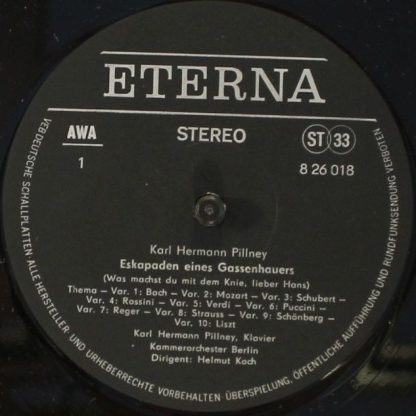 ETERNA
AWA
STEREO
ST 33
1
8 26 018
Karl Hermann Pillney
Eskapaden eines Gassenhauers
(Was machst du mit dem Knie, lieber Hans)
Thema — Var. 1: Bach — Var. 2: Mozart — Var. 3: Schubert —
Var. 4: Rossini — Var. 5: Verdi — Var. 6: Puccini —
Var. 7: Reger — Var. 8: Strauss — Var. 9: Schönberg —
Var. 10: Liszt
Karl Hermann Pillney, Klavier
Kammerorchester Berlin
Dirigent: Helmut Koch
VEB DEUTSCHE SCHALLPLATTEN · ALLE HERSTELLER- UND URHEBERRECHTE VORBEHALTEN · ÜBERSPIELUNG, ÖFFENTLICHE AUFFÜHRUNG UND RUNDFUNKSENDUNG VERBOTEN